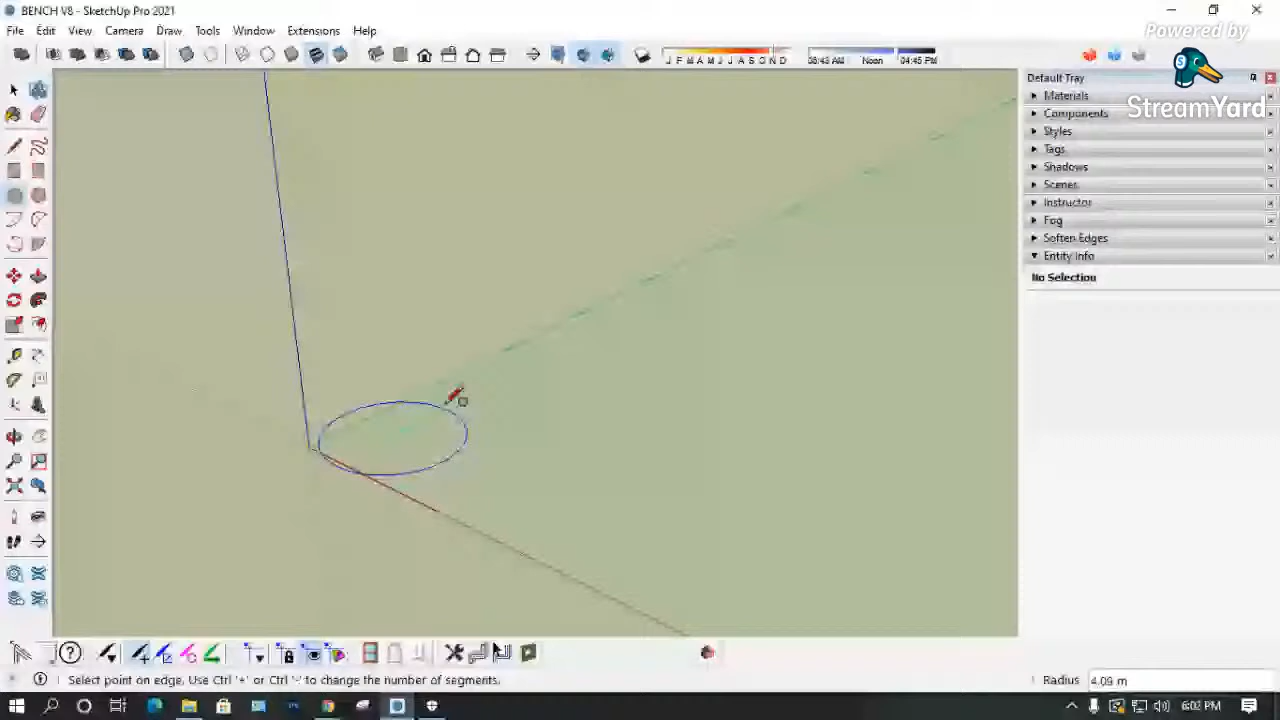 BENCH V8 - SketchUp Pro 2021
Powered by
StreamYard
File Edit View Camera Draw Tools Window Extensions Help
J F M A M J J A S O N D
08:43 AM Noon 04:45 PM
Default Tray
Materials
Components
Styles
Tags
Shadows
Scenes
Instructor
Fog
Soften Edges
Entity Info
No Selection
Select point on edge. Use Ctrl '+' or Ctrl '-' to change the number of segments.
Radius 4.09 m
6:02 PM